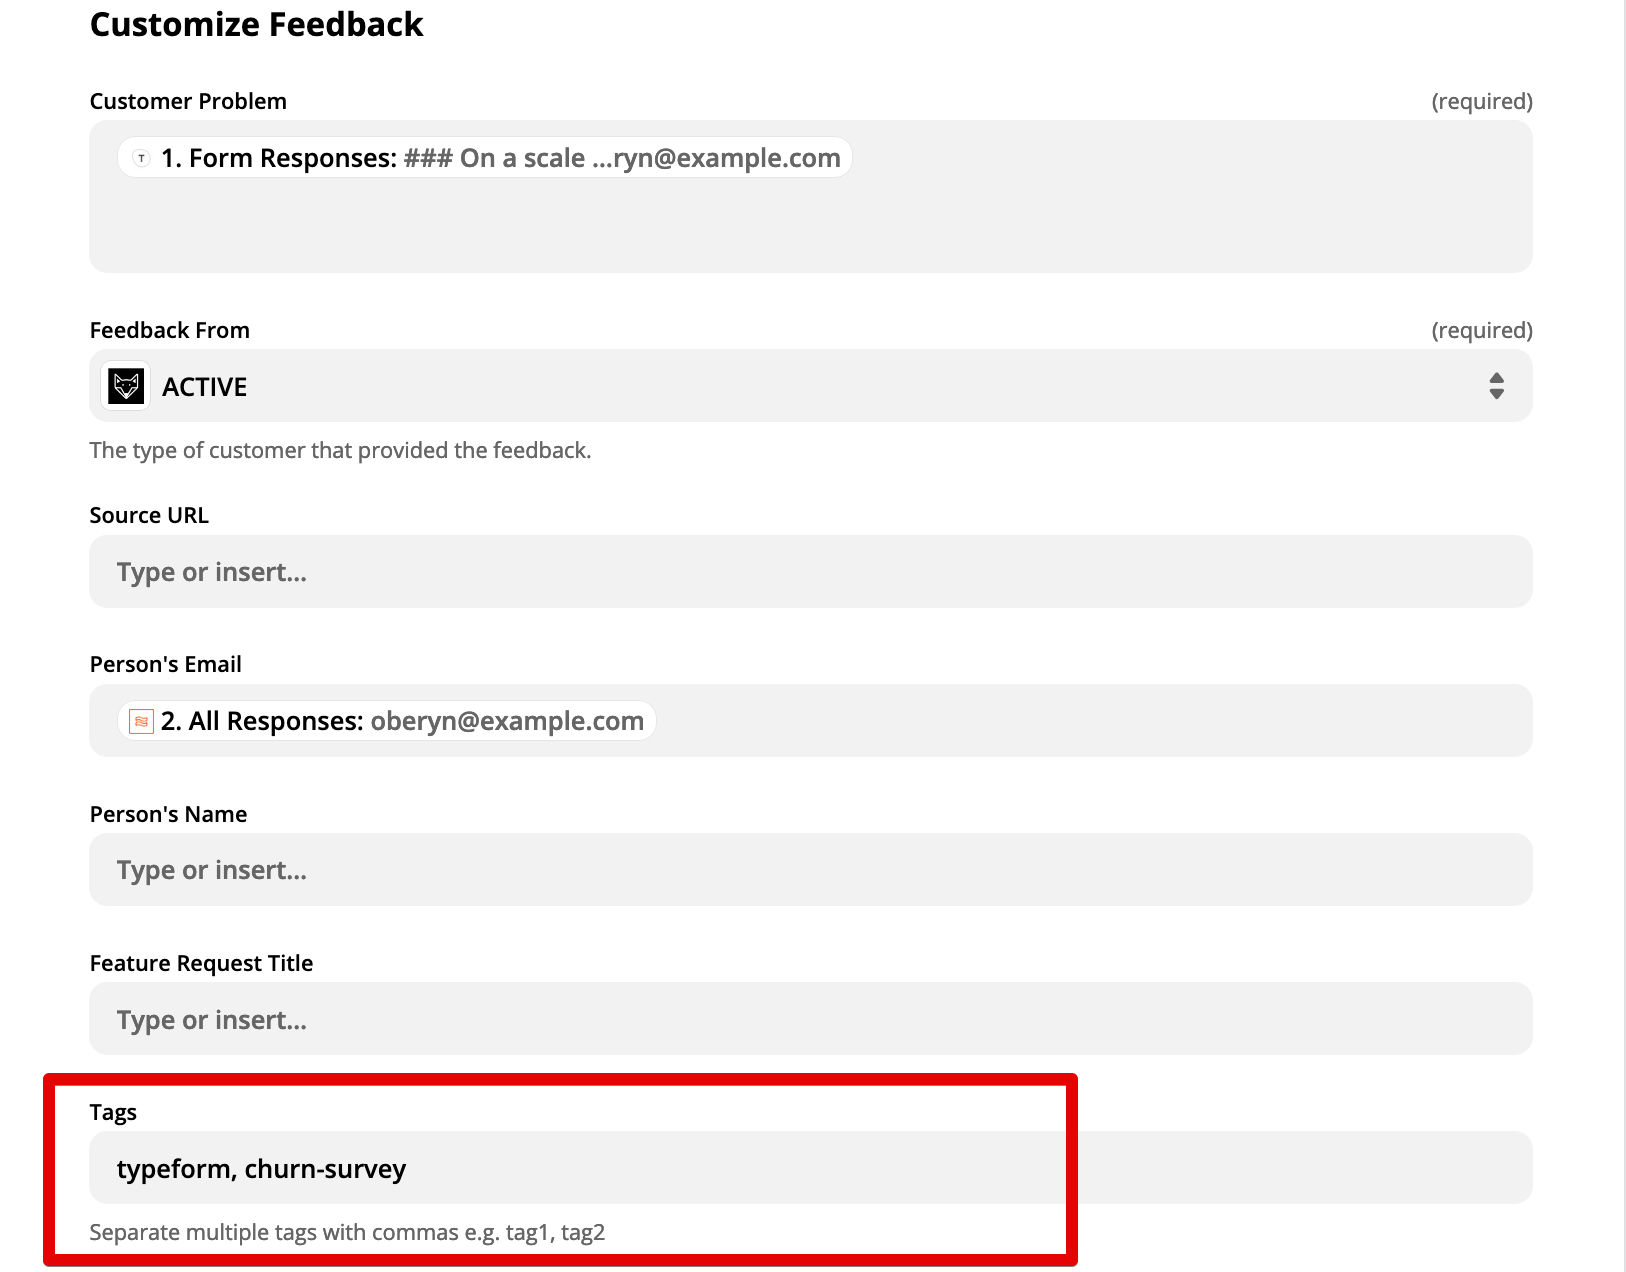 Customize Feedback
Customer Problem (required)
T 1. Form Responses: ### On a scale ...ryn@example.com
Feedback From (required)
ACTIVE
The type of customer that provided the feedback.
Source URL
Type or insert...
Person's Email
2. All Responses: oberyn@example.com
Person's Name
Type or insert...
Feature Request Title
Type or insert...
Tags
typeform, churn-survey
Separate multiple tags with commas e.g. tag1, tag2